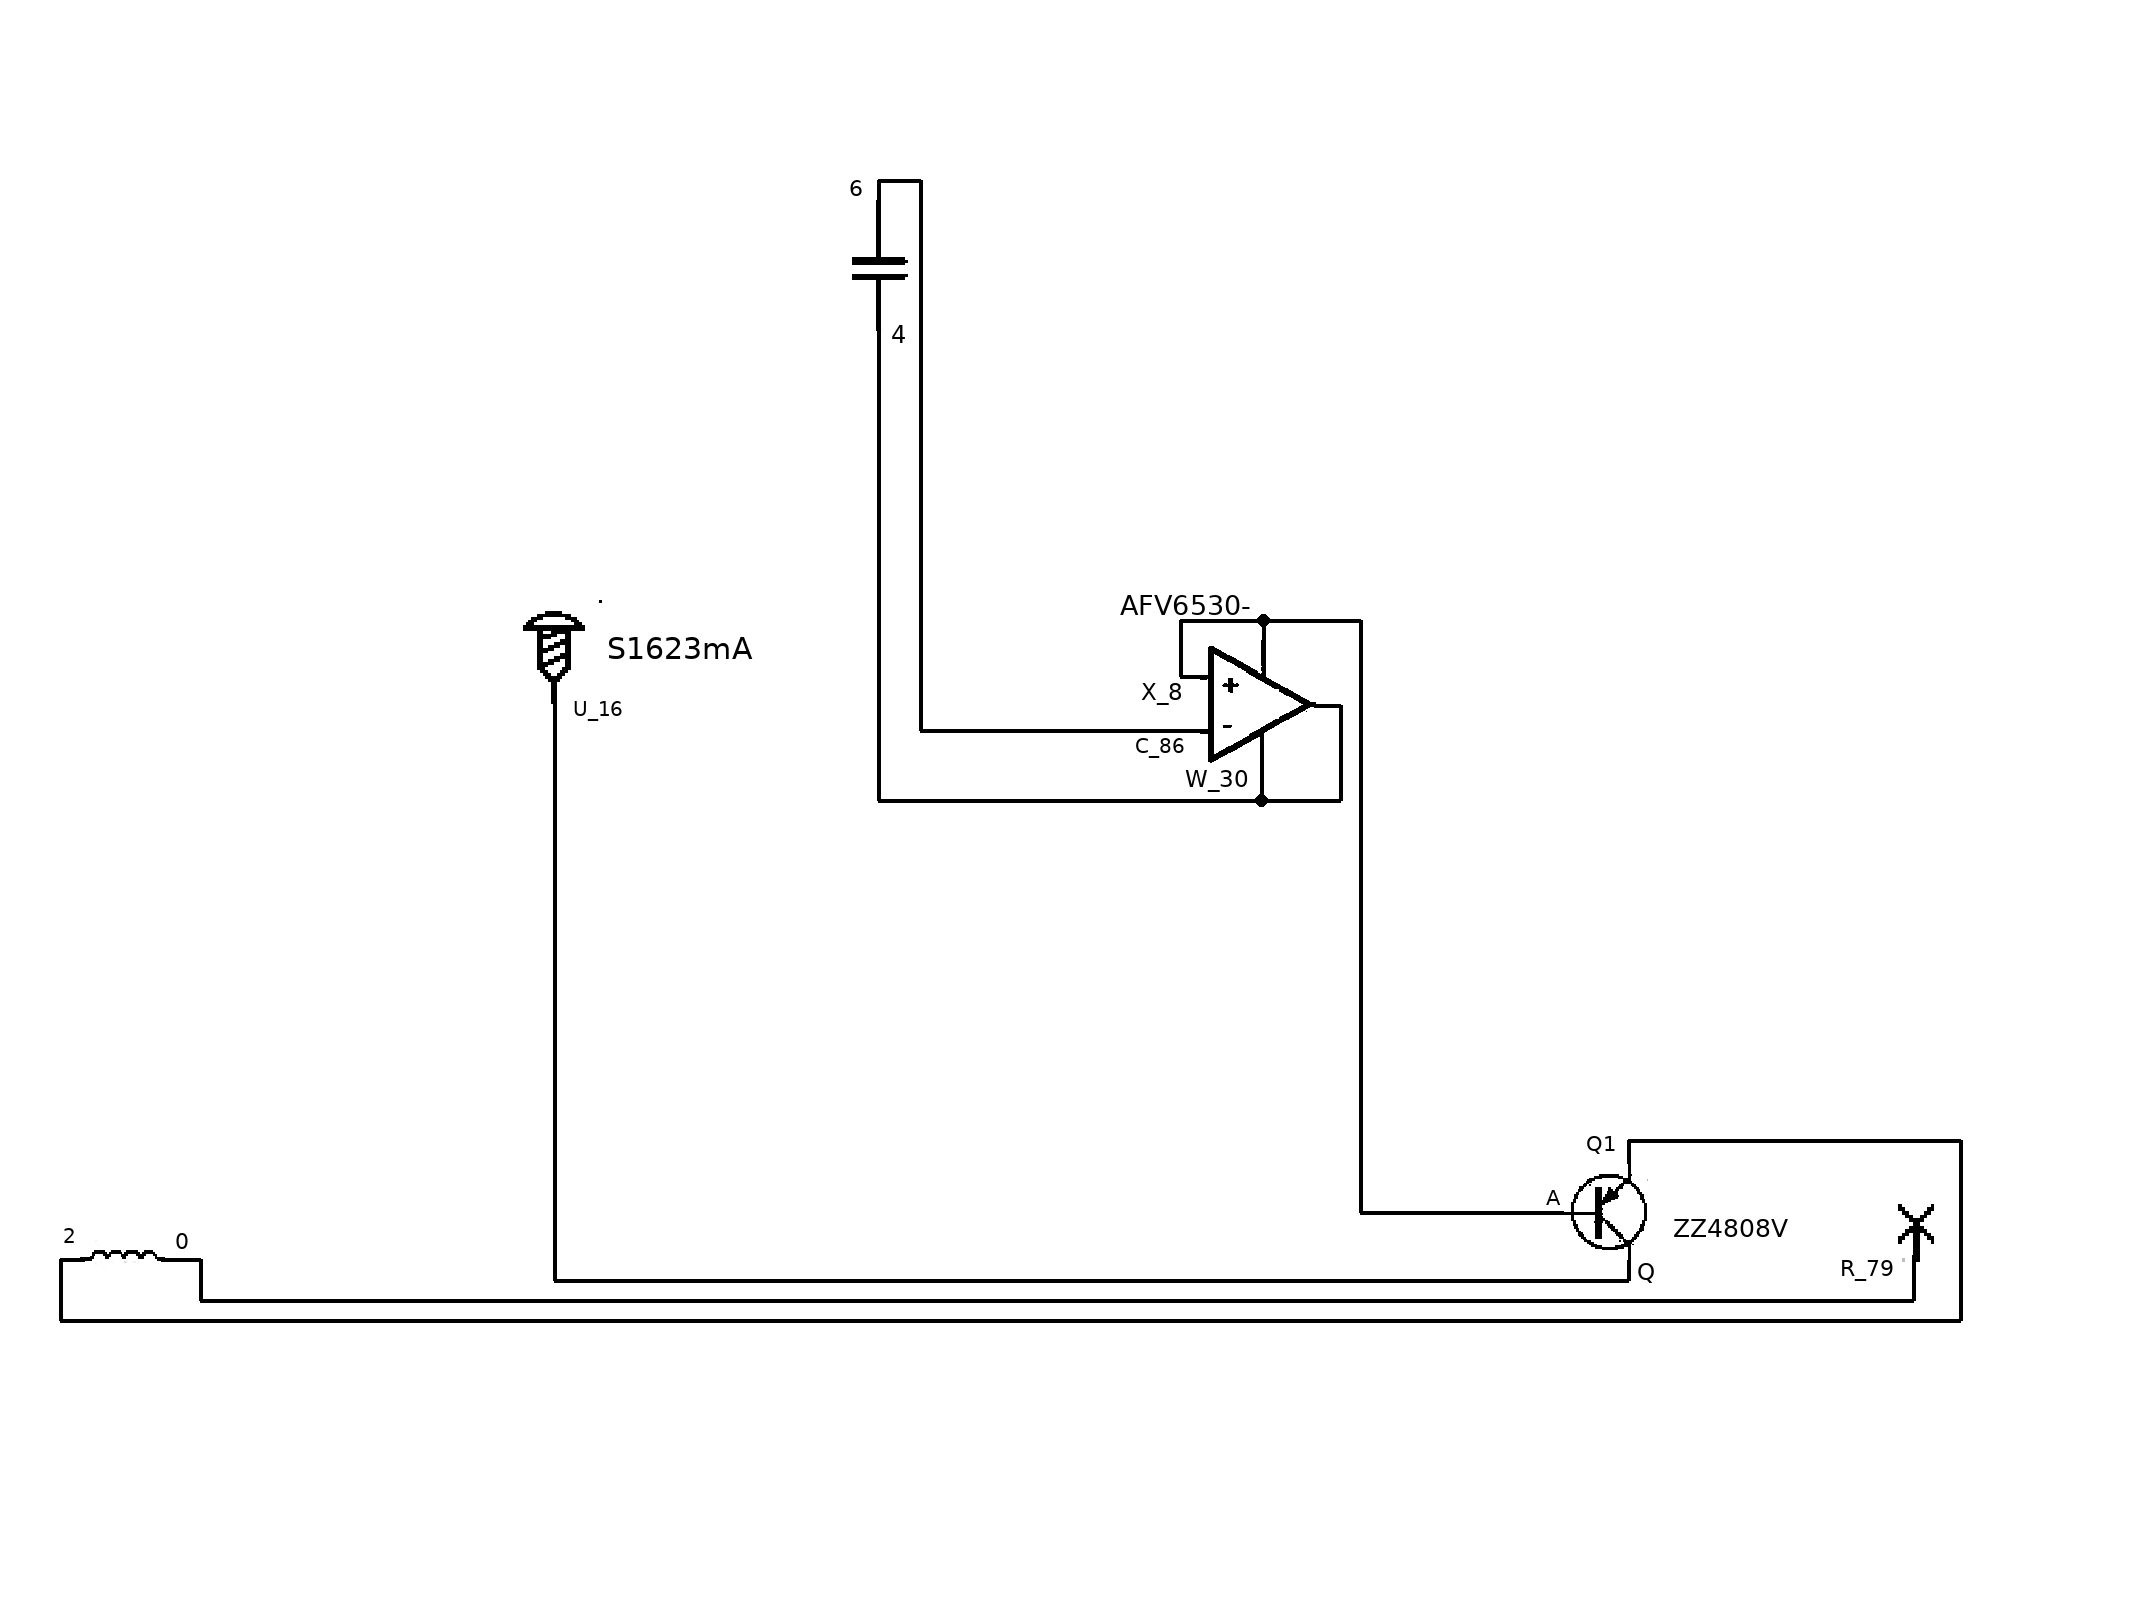 6
4
AFV6530-
S1623mA
X_8
U_16
C_86
W_30
Q1
A
ZZ4808V
2
0
R_79
Q
+
-